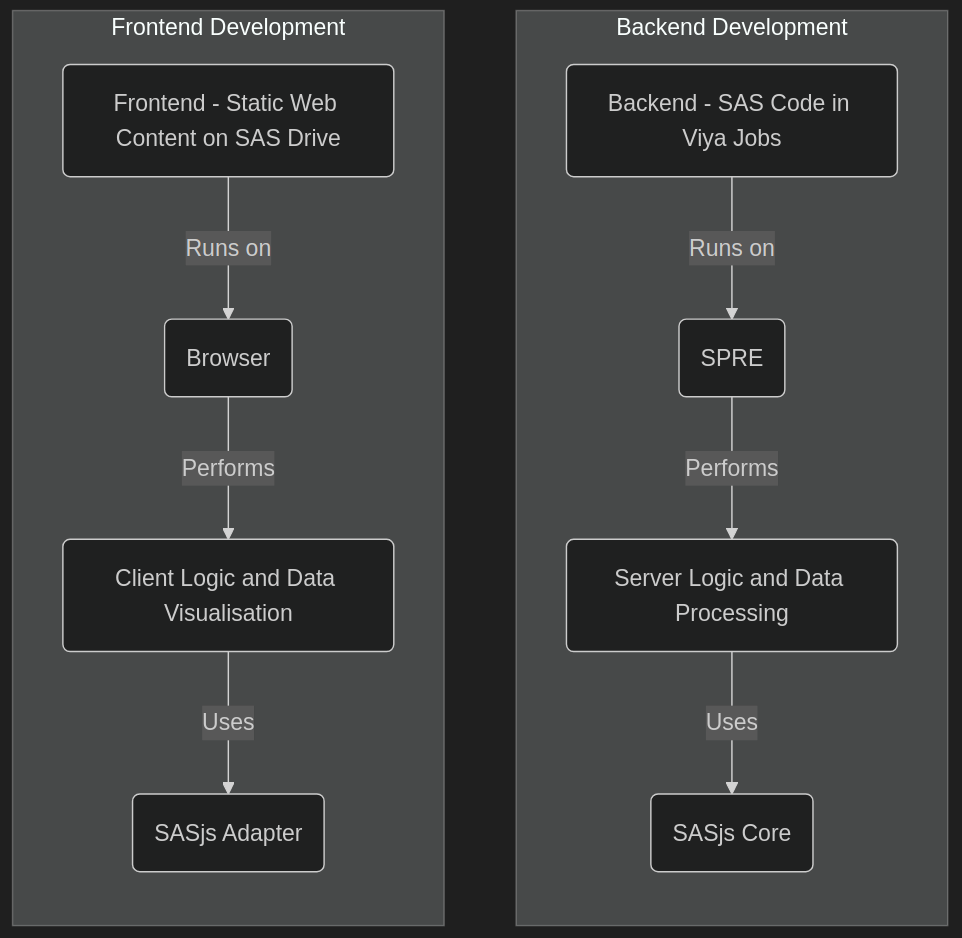 Frontend Development
Frontend - Static Web
Content on SAS Drive
Runs on
Browser
Performs
Client Logic and Data
Visualisation
Uses
SASjs Adapter
Backend Development
Backend - SAS Code in
Viya Jobs
Runs on
SPRE
Performs
Server Logic and Data
Processing
Uses
SASjs Core